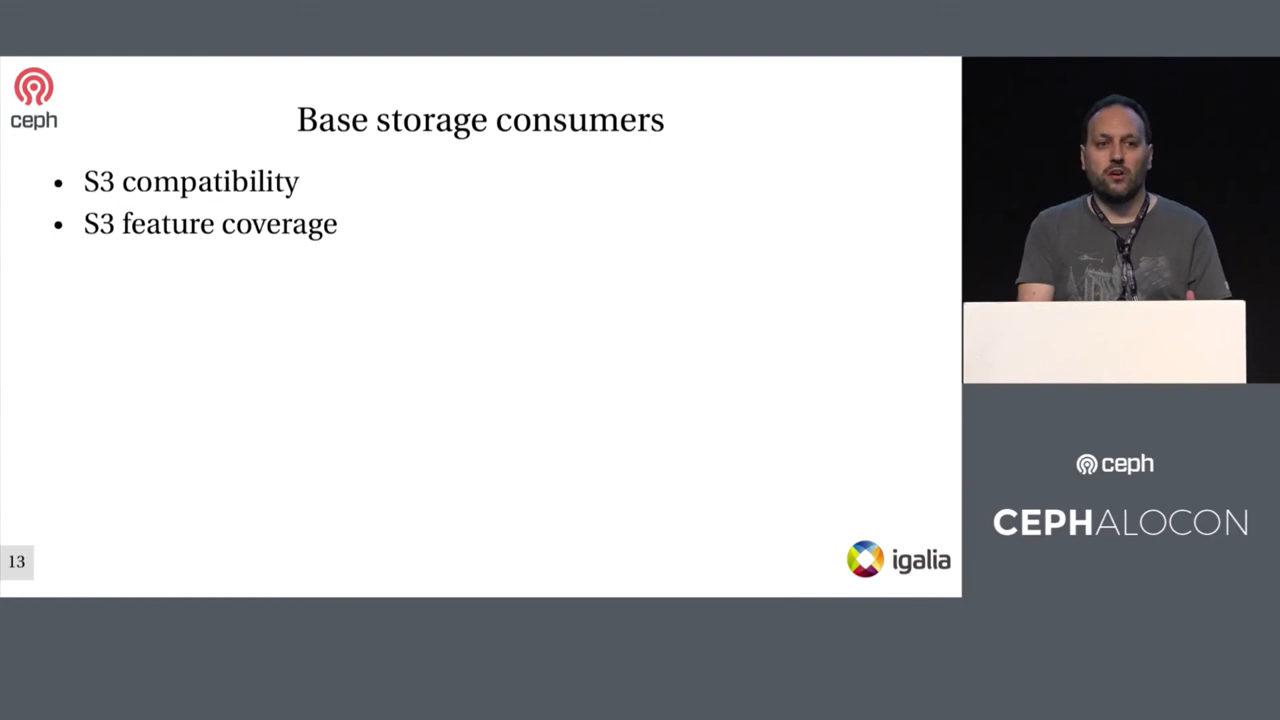 ceph
Base storage consumers
• S3 compatibility
• S3 feature coverage
13
igalia
ceph
CEPHALOCON